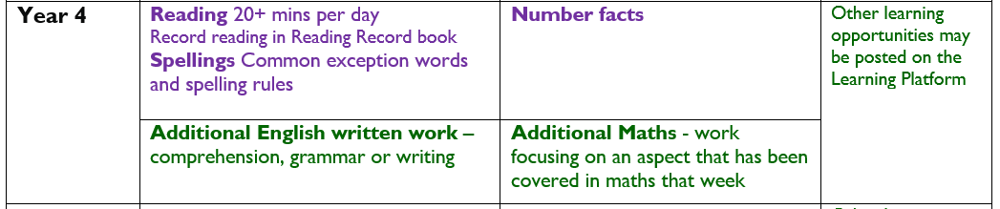 Year 4
Reading 20+ mins per day
Record reading in Reading Record book
Spellings Common exception words
and spelling rules
Number facts
Other learning
opportunities may
be posted on the
Learning Platform
Additional English written work –
comprehension, grammar or writing
Additional Maths - work
focusing on an aspect that has been
covered in maths that week